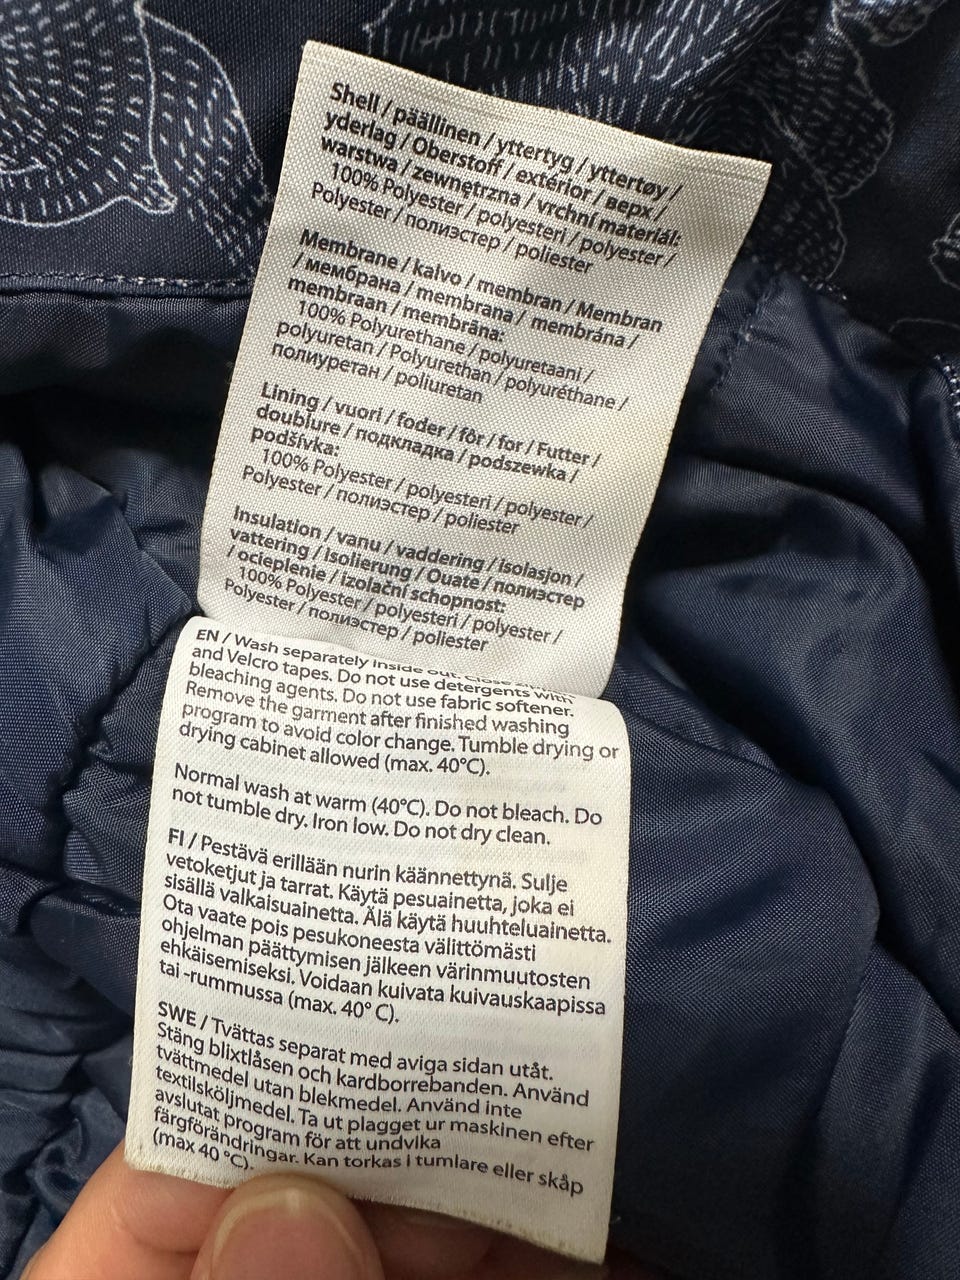 Shell / päällinen / yttertyg / yttertøy /
yderlag / Oberstoff / extérior / верх /
warstwa / zewnętrzna / vrchní materiál:
100% Polyester / polyesteri / polyester /
Polyester / полиэстер / poliester
Membrane / kalvo / membran / Membran
/ мембрана / membrana / membrána /
membraan / membrâna:
100% Polyurethane / polyuretaani /
polyuretan / Polyurethan / polyuréthane /
полиуретан / poliuretan
Lining / vuori / foder / fôr / for / Futter /
doublure / подкладка / podszewka /
podšívka:
100% Polyester / polyesteri / polyester /
Polyester / полиэстер / poliester
Insulation / vanu / vaddering / isolasjon /
vattering / Isolierung / Ouate / полиэстер
/ ocieplenie / izolační schopnost:
100% Polyester / polyesteri / polyester /
Polyester / полиэстер / poliester
EN / Wash separately inside out. Close
and Velcro tapes. Do not use detergents with
bleaching agents. Do not use fabric softener.
Remove the garment after finished washing
program to avoid color change. Tumble drying or
drying cabinet allowed (max. 40°C).
Normal wash at warm (40°C). Do not bleach. Do
not tumble dry. Iron low. Do not dry clean.
FI / Pestävä erillään nurin käännettynä. Sulje
vetoketjut ja tarrat. Käytä pesuainetta, joka ei
sisällä valkaisuainetta. Älä käytä huuhteluainetta.
Ota vaate pois pesukoneesta välittömästi
ohjelman päättymisen jälkeen värinmuutosten
ehkäisemiseksi. Voidaan kuivata kuivauskaapissa
tai -rummussa (max. 40° C).
SWE / Tvättas separat med aviga sidan utåt.
Stäng blixtlåsen och kardborrebanden. Använd
tvättmedel utan blekmedel. Använd inte
textilsköljmedel. Ta ut plagget ur maskinen efter
avslutat program för att undvika
färgförändringar. Kan torkas i tumlare eller skåp
(max 40 °C).